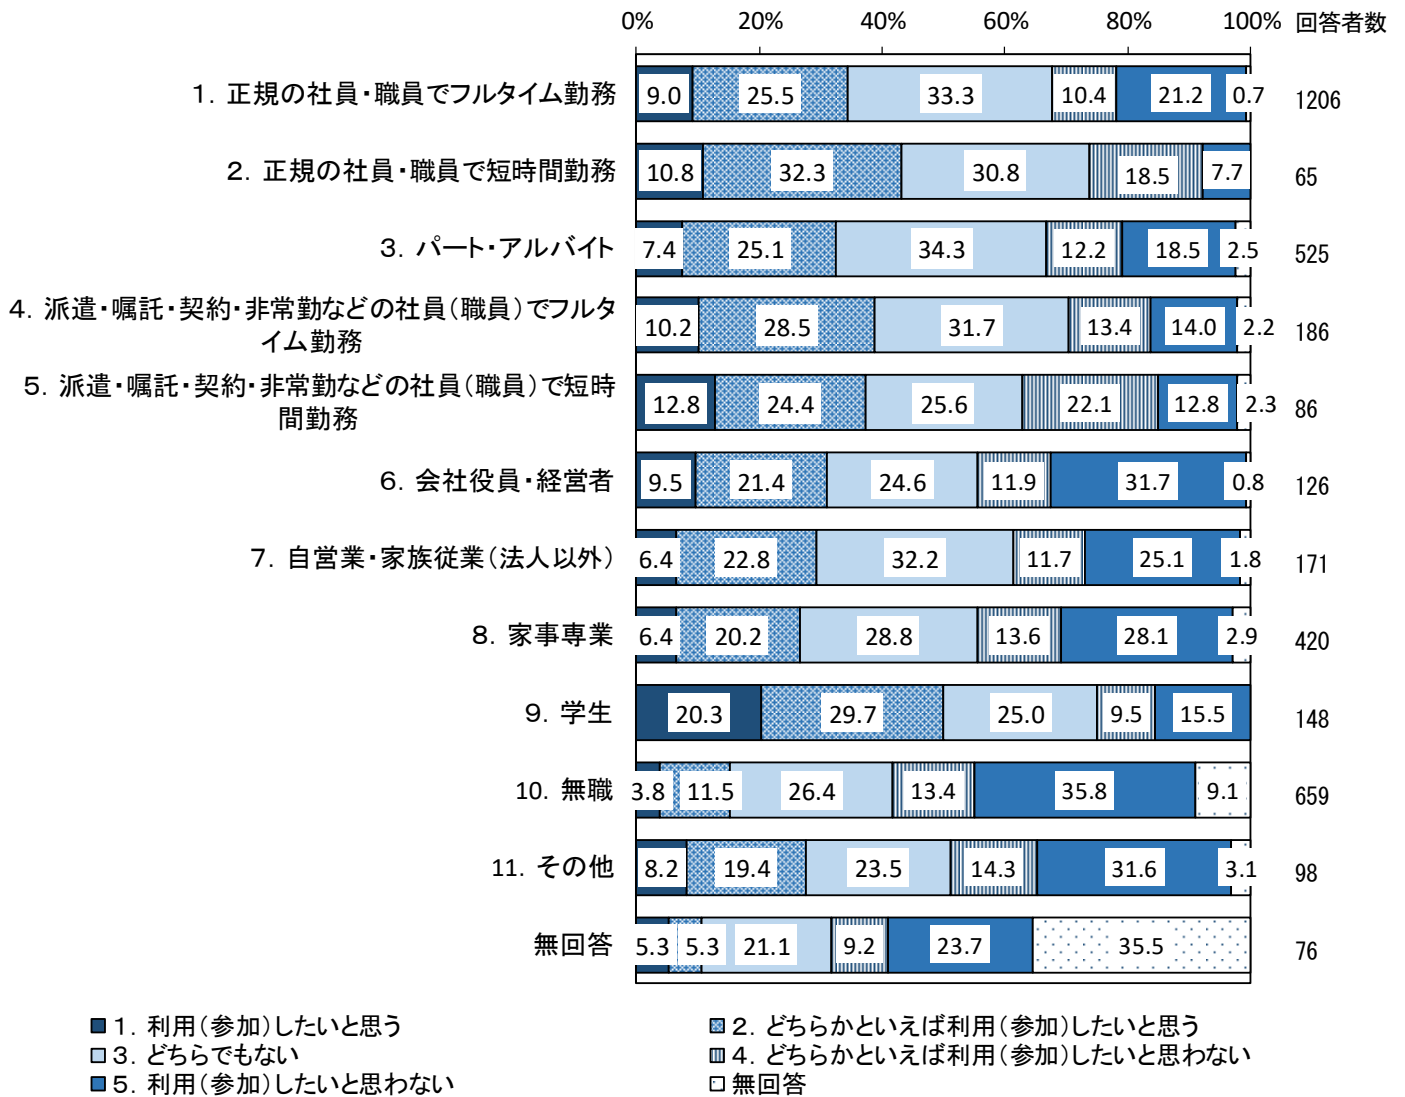 0% 20% 40% 60% 80% 100% 回答者数
1. 正規の社員・職員でフルタイム勤務 9.0 25.5 33.3 10.4 21.2 0.7 1206
2. 正規の社員・職員で短時間勤務 10.8 32.3 30.8 18.5 7.7 65
3. パート・アルバイト 7.4 25.1 34.3 12.2 18.5 2.5 525
4. 派遣・嘱託・契約・非常勤などの社員(職員)でフルタ
イム勤務 10.2 28.5 31.7 13.4 14.0 2.2 186
5. 派遣・嘱託・契約・非常勤などの社員(職員)で短時
間勤務 12.8 24.4 25.6 22.1 12.8 2.3 86
6. 会社役員・経営者 9.5 21.4 24.6 11.9 31.7 0.8 126
7. 自営業・家族従業(法人以外) 6.4 22.8 32.2 11.7 25.1 1.8 171
8. 家事専業 6.4 20.2 28.8 13.6 28.1 2.9 420
9. 学生 20.3 29.7 25.0 9.5 15.5 148
10. 無職 3.8 11.5 26.4 13.4 35.8 9.1 659
11. その他 8.2 19.4 23.5 14.3 31.6 3.1 98
無回答 5.3 5.3 21.1 9.2 23.7 35.5 76
1. 利用(参加)したいと思う 2. どちらかといえば利用(参加)したいと思う
3. どちらでもない 4. どちらかといえば利用(参加)したいと思わない
5. 利用(参加)したいと思わない 無回答